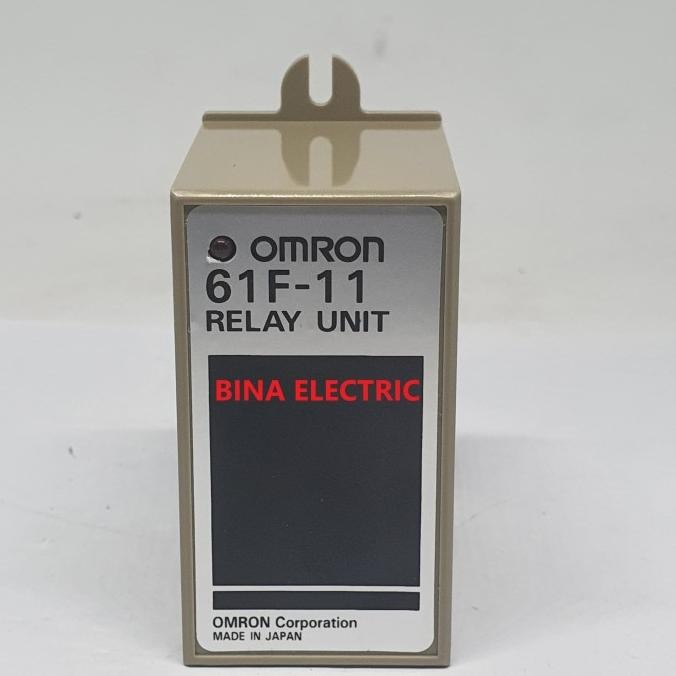 OMRON
61F-11
RELAY UNIT
BINA ELECTRIC
OMRON Corporation
MADE IN JAPAN